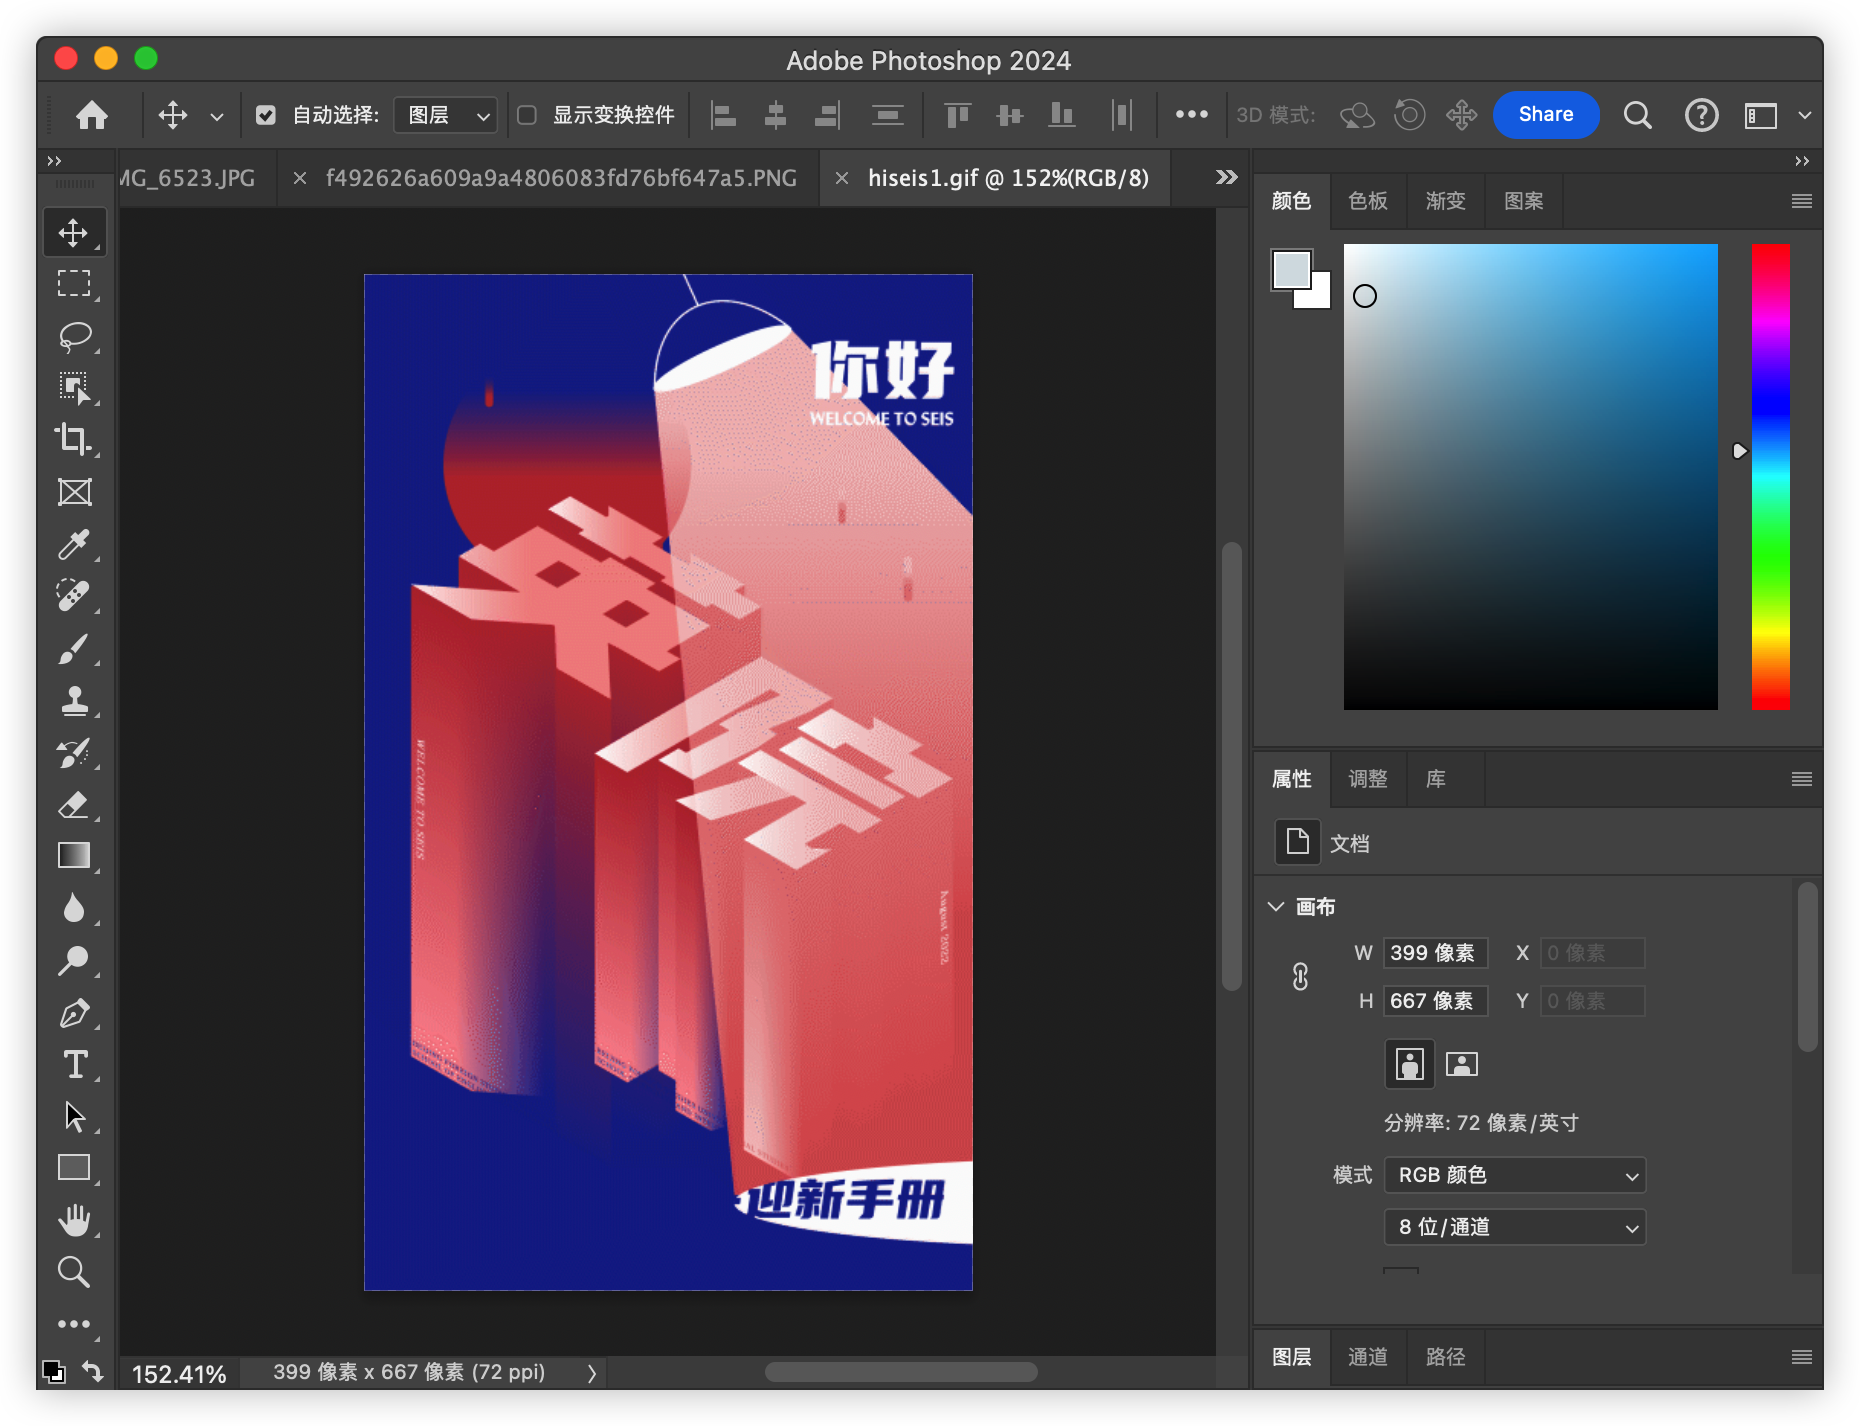 Adobe Photoshop 2024
自动选择:
图层
显示变换控件
3D 模式:
Share
MG_6523.JPG
f492626a609a9a4806083fd76bf647a5.PNG
hiseis1.gif @ 152%(RGB/8)
颜色
色板
渐变
图案
你好
WELCOME TO SEIS
WELCOME TO SEIS
August 2022
迎新手册
属性
调整
库
文档
画布
W 399 像素 X 0 像素
H 667 像素 Y 0 像素
分辨率: 72 像素/英寸
模式 RGB 颜色
8 位/通道
图层
通道
路径
152.41%
399 像素 x 667 像素 (72 ppi)